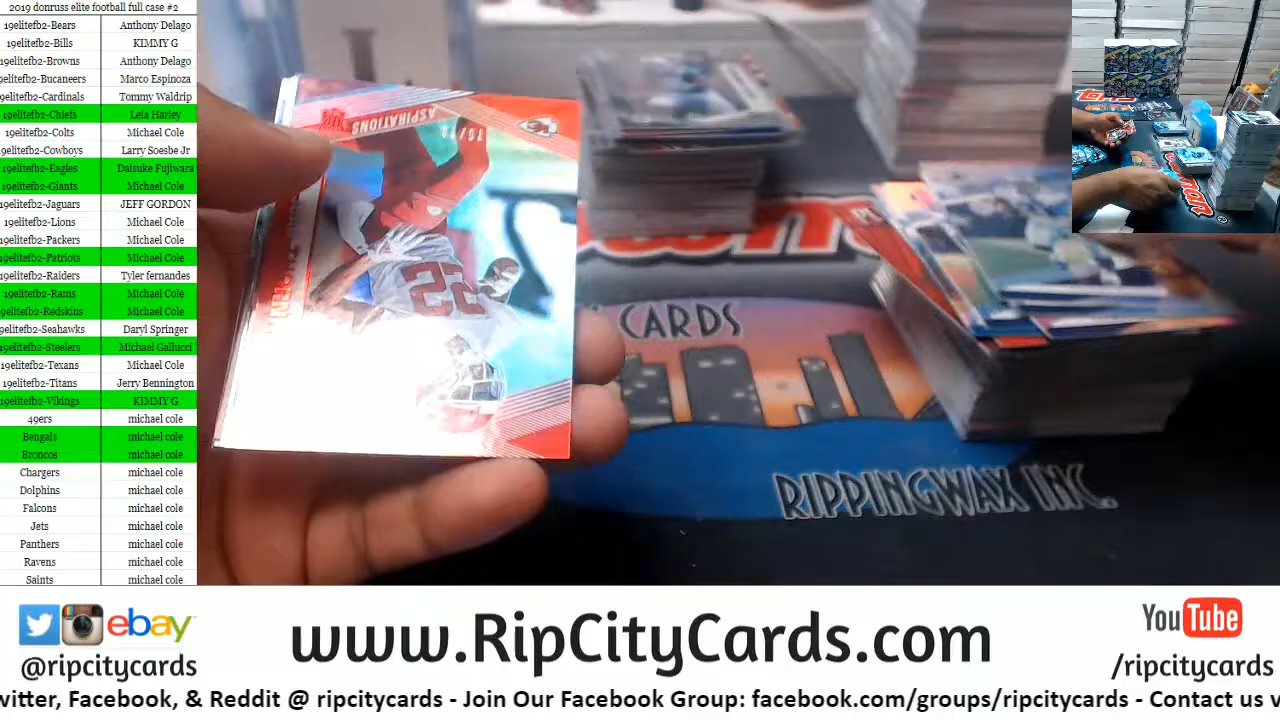 2019 donruss elite football full case #2
19elitefb2-Bears Anthony Delago
19elitefb2-Bills KIMMY G
19elitefb2-Browns Anthony Delago
9elitefb2-Bucaneers Marco Espinoza
9elitefb2-Cardinals Tommy Waldrip
19elitefb2-Chiefs Leia Harley
19elitefb2-Colts Michael Cole
9elitefb2-Cowboys Larry Soesbe Jr
19elitefb2-Eagles Daisuke Fujiwara
19elitefb2-Giants Michael Cole
9elitefb2-Jaguars JEFF GORDON
19elitefb2-Lions Michael Cole
19elitefb2-Packers Michael Cole
19elitefb2-Patriots Michael Cole
19elitefb2-Raiders Tyler fernandes
19elitefb2-Rams Michael Cole
19elitefb2-Redskins Michael Cole
9elitefb2-Seahawks Daryl Springer
19elitefb2-Steelers Michael Gallucci
19elitefb2-Texans Michael Cole
19elitefb2-Titans Jerry Bennington
19elitefb2-Vikings KIMMY G
49ers michael cole
Bengals michael cole
Broncos michael cole
Chargers michael cole
Dolphins michael cole
Falcons michael cole
Jets michael cole
Panthers michael cole
Ravens michael cole
Saints michael cole
ASPIRATIONS
22
CARDS
RIPPINGWAX INC.
ebay
@ripcitycards
www.RipCityCards.com
YouTube
/ripcitycards
witter, Facebook, & Reddit @ ripcitycards - Join Our Facebook Group: facebook.com/groups/ripcitycards - Contact us v